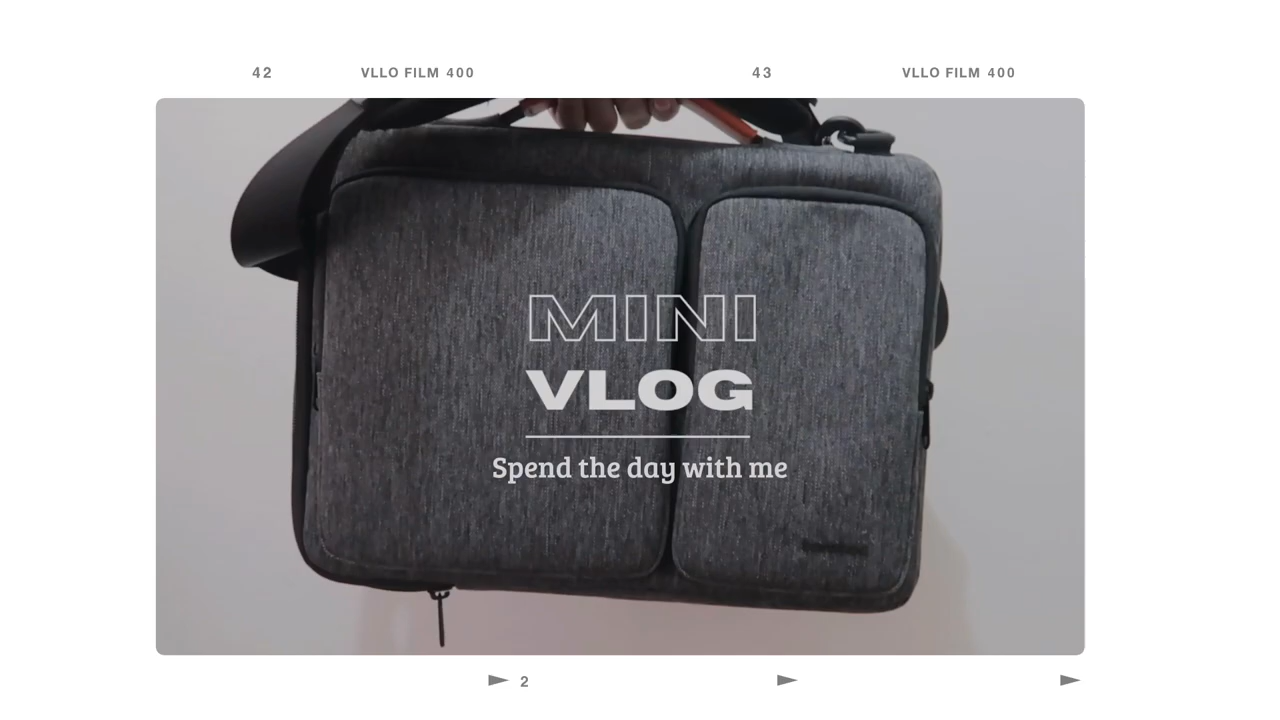 42 VLLO FILM 400 43 VLLO FILM 400
MINI
VLOG
Spend the day with me
2